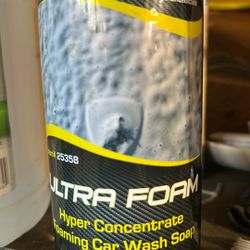 25358
ULTRA FOAM
Hyper Concentrate
Foaming Car Wash Soap